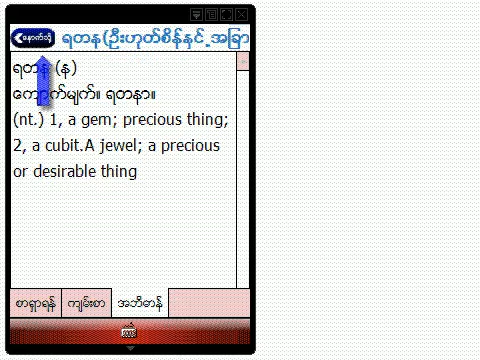 နောက်သို့
ရတန(ဦးဟုတ်စိန်နှင့်_အခြာ
ရတန (န)
ကျောက်မျက်။ ရတနာ။
(nt.) 1, a gem; precious thing;
2, a cubit.A jewel; a precious
or desirable thing
စာရှာရန်
ကျမ်းစာ
အဘိဓာန်